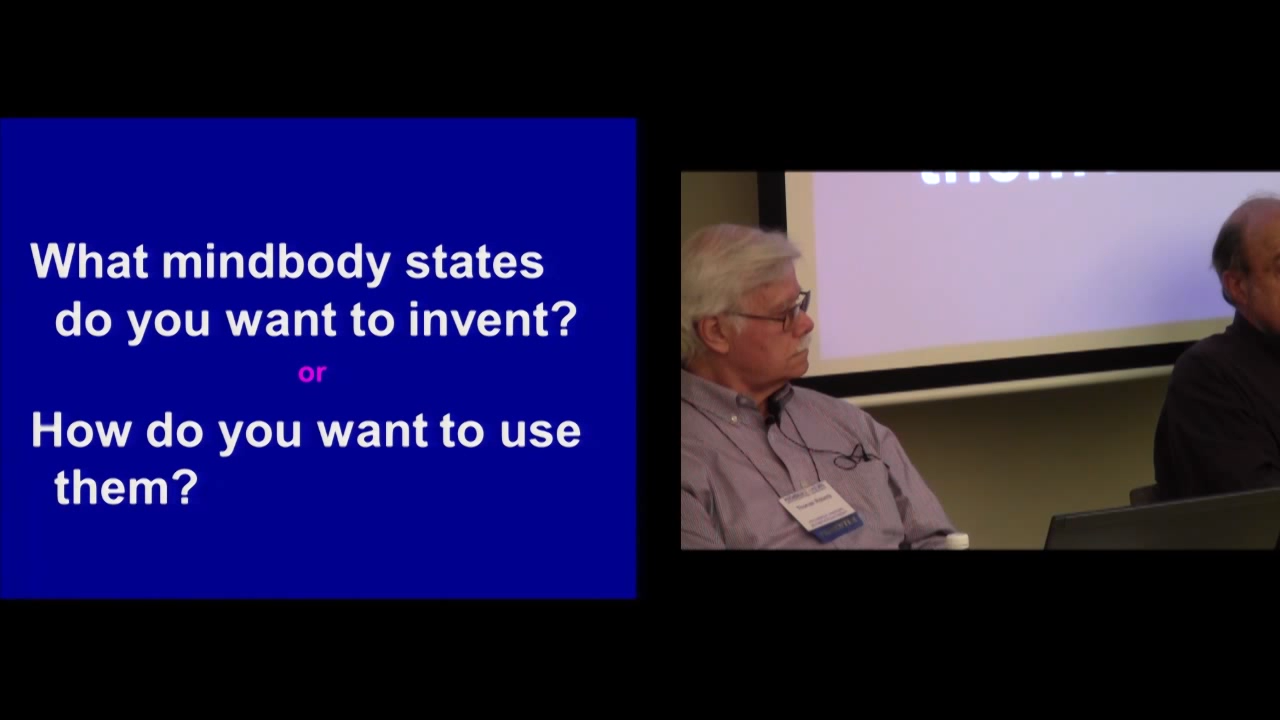 What mindbody states
do you want to invent?
or
How do you want to use
them?